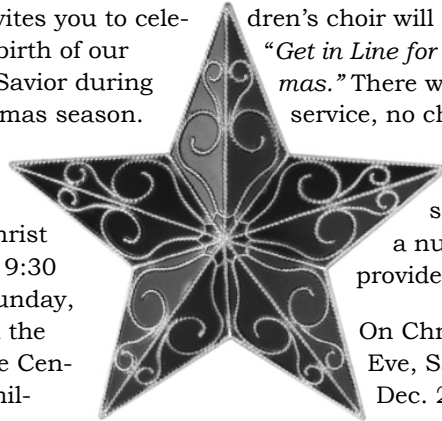 vites you to cele-
birth of our
Savior during
mas season.
hrist
9:30
unday,
the
e Cen-
hil-
dren’s choir will
“Get in Line for
mas.” There w
service, no ch
s
a nu
provide
On Chr
Eve, S
Dec. 2